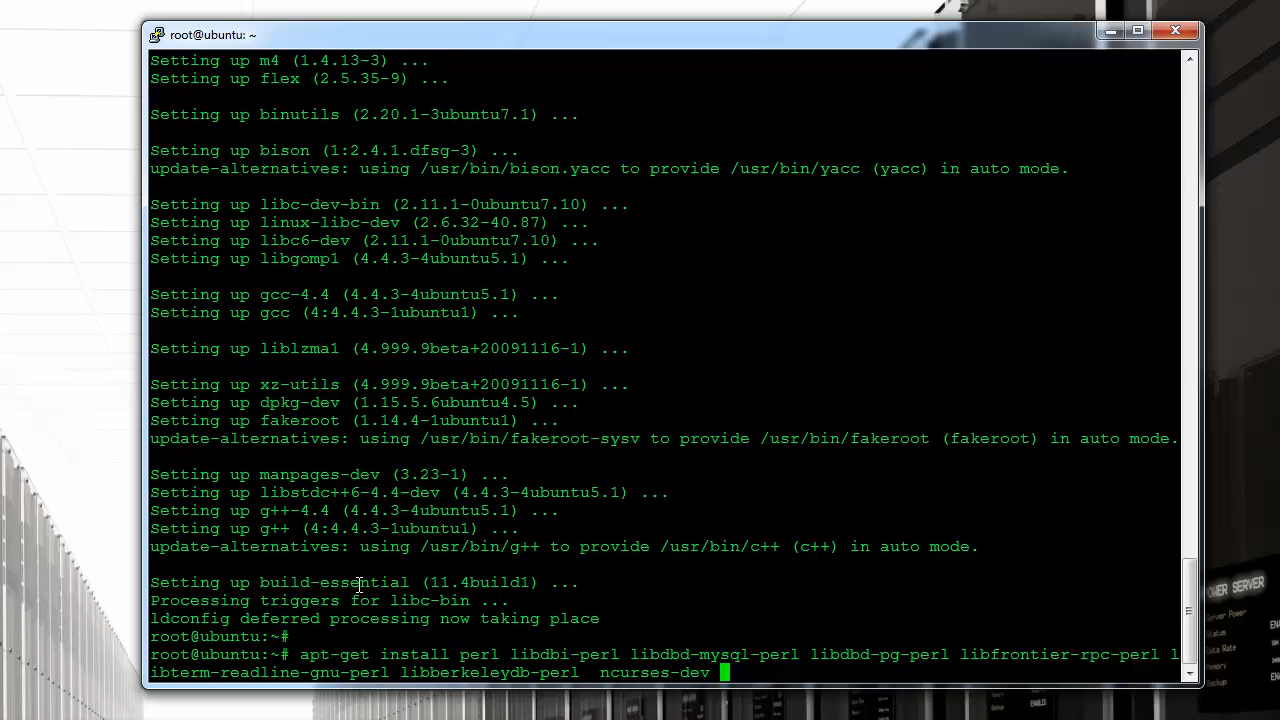 root@ubuntu: ~
Setting up m4 (1.4.13-3) ...
Setting up flex (2.5.35-9) ...
Setting up binutils (2.20.1-3ubuntu7.1) ...
Setting up bison (1:2.4.1.dfsg-3) ...
update-alternatives: using /usr/bin/bison.yacc to provide /usr/bin/yacc (yacc) in auto mode.
Setting up libc-dev-bin (2.11.1-0ubuntu7.10) ...
Setting up linux-libc-dev (2.6.32-40.87) ...
Setting up libc6-dev (2.11.1-0ubuntu7.10) ...
Setting up libgomp1 (4.4.3-4ubuntu5.1) ...
Setting up gcc-4.4 (4.4.3-4ubuntu5.1) ...
Setting up gcc (4:4.4.3-1ubuntu1) ...
Setting up liblzma1 (4.999.9beta+20091116-1) ...
Setting up xz-utils (4.999.9beta+20091116-1) ...
Setting up dpkg-dev (1.15.5.6ubuntu4.5) ...
Setting up fakeroot (1.14.4-1ubuntu1) ...
update-alternatives: using /usr/bin/fakeroot-sysv to provide /usr/bin/fakeroot (fakeroot) in auto mode.
Setting up manpages-dev (3.23-1) ...
Setting up libstdc++6-4.4-dev (4.4.3-4ubuntu5.1) ...
Setting up g++-4.4 (4.4.3-4ubuntu5.1) ...
Setting up g++ (4:4.4.3-1ubuntu1) ...
update-alternatives: using /usr/bin/g++ to provide /usr/bin/c++ (c++) in auto mode.
Setting up build-essential (11.4build1) ...
Processing triggers for libc-bin ...
ldconfig deferred processing now taking place
root@ubuntu:~#
root@ubuntu:~# apt-get install perl libdbi-perl libdbd-mysql-perl libdbd-pg-perl libfrontier-rpc-perl l
ibterm-readline-gnu-perl libberkeleydb-perl  ncurses-dev
SERVER
Server Power
Status
Data Rate
Memory
Backup
ENABLED